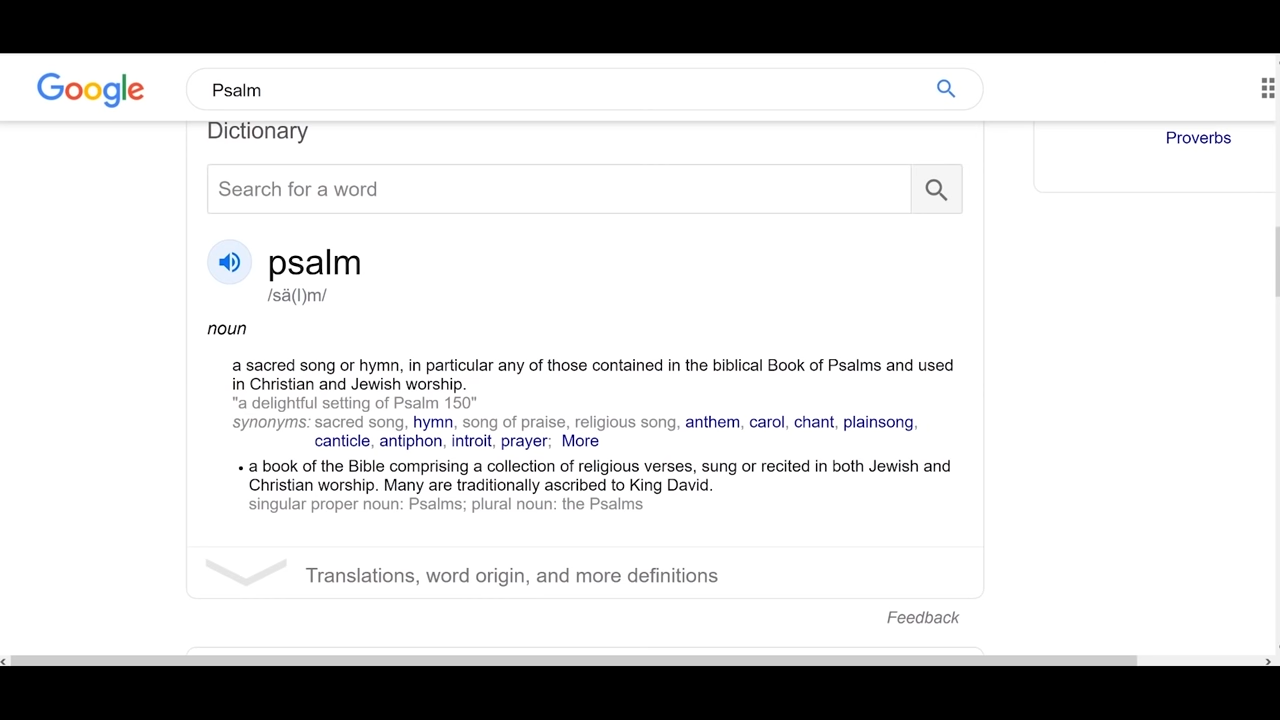 Google
Psalm
Dictionary
Proverbs
Search for a word
psalm
/sä(l)m/
noun
a sacred song or hymn, in particular any of those contained in the biblical Book of Psalms and used
in Christian and Jewish worship.
"a delightful setting of Psalm 150"
synonyms: sacred song, hymn, song of praise, religious song, anthem, carol, chant, plainsong,
canticle, antiphon, introit, prayer; More
• a book of the Bible comprising a collection of religious verses, sung or recited in both Jewish and
Christian worship. Many are traditionally ascribed to King David.
singular proper noun: Psalms; plural noun: the Psalms
Translations, word origin, and more definitions
Feedback